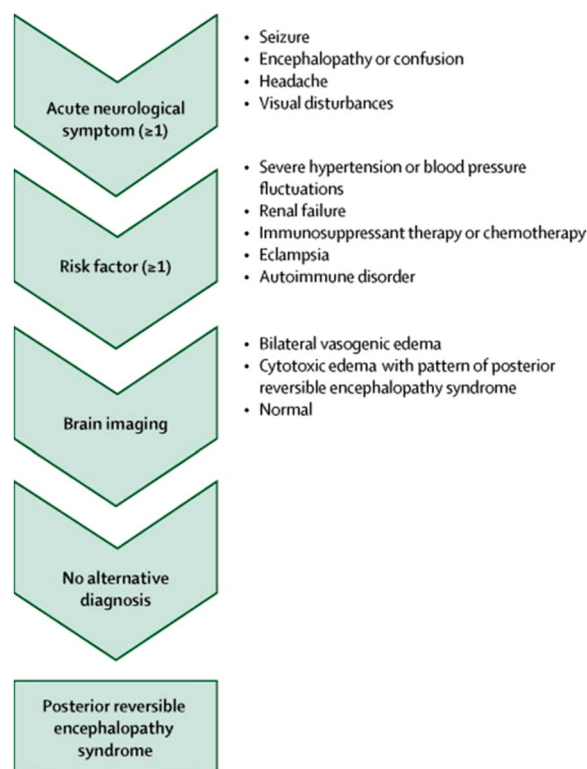 • Seizure
• Encephalopathy or confusion
• Headache
• Visual disturbances
Acute neurological
symptom (≥1)
• Severe hypertension or blood pressure
fluctuations
• Renal failure
• Immunosuppressant therapy or chemotherapy
• Eclampsia
• Autoimmune disorder
Risk factor (≥1)
• Bilateral vasogenic edema
• Cytotoxic edema with pattern of posterior
reversible encephalopathy syndrome
• Normal
Brain imaging
No alternative
diagnosis
Posterior reversible
encephalopathy
syndrome